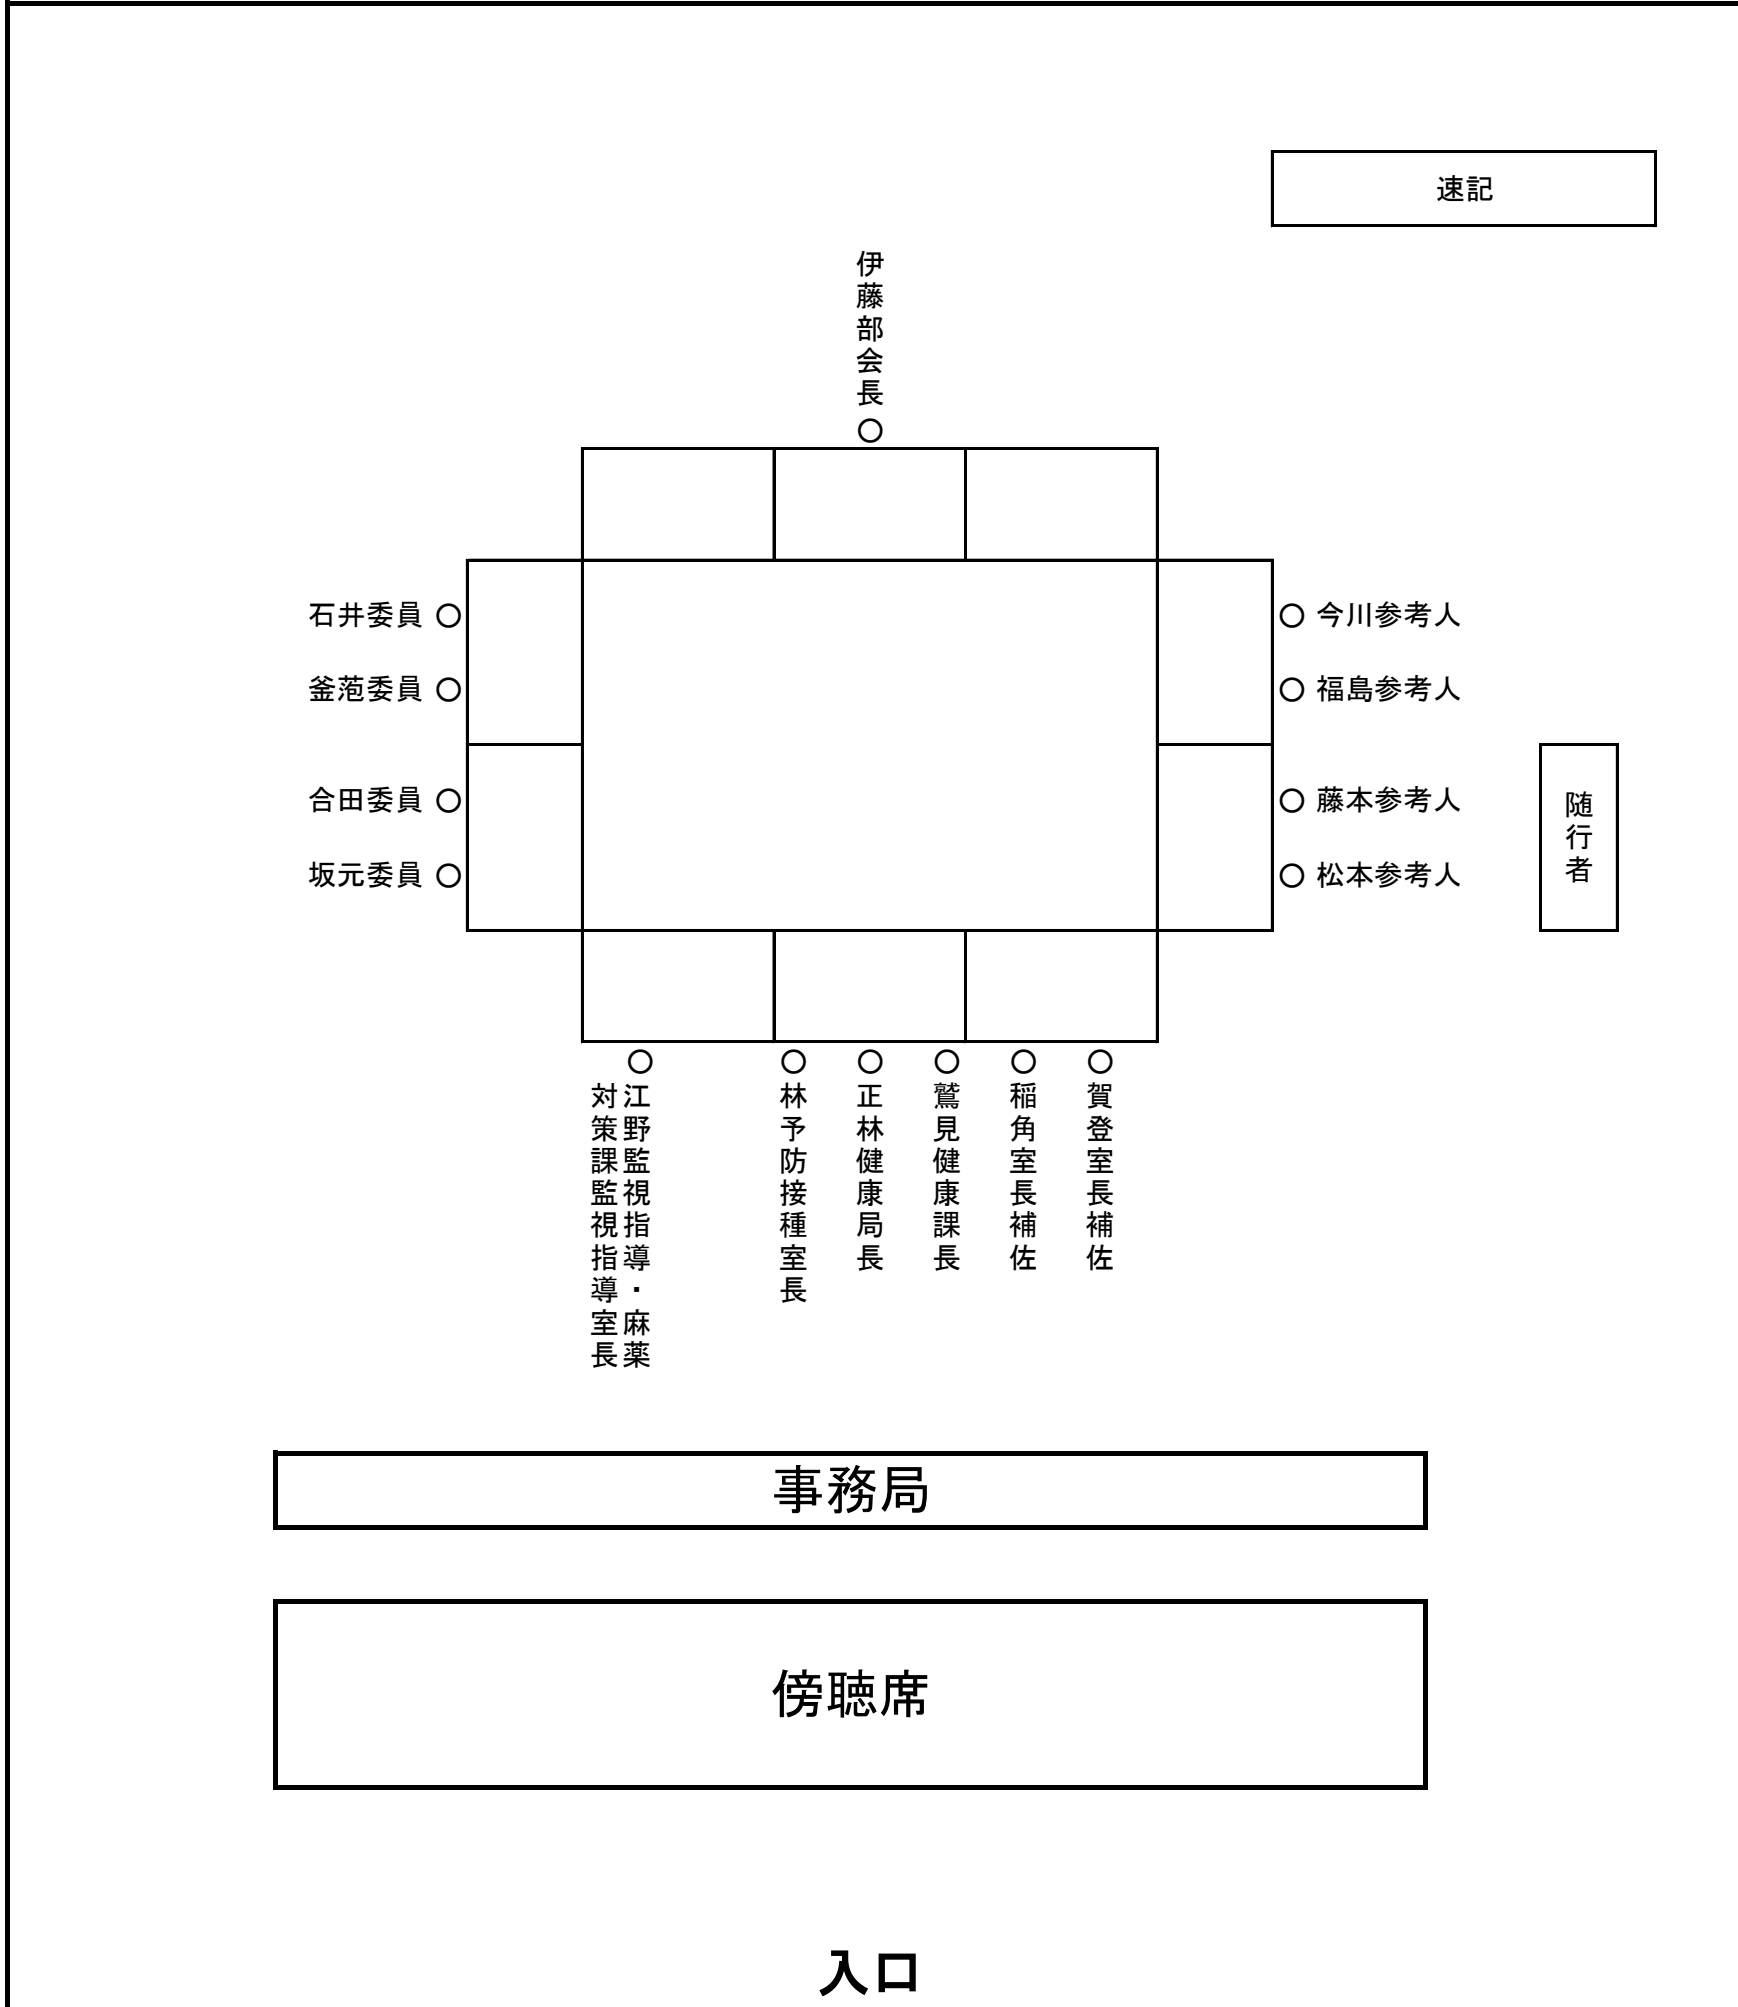 速記
伊藤部会長
○
石井委員 ○
○ 今川参考人
釜萢委員 ○
○ 福島参考人
合田委員 ○
○ 藤本参考人
坂元委員 ○
○ 松本参考人
随行者
○ ○ ○ ○ ○ ○
江野監視指導・麻薬
対策課監視指導室長
林予防接種室長
正林健康局長
鷲見健康課長
稲角室長補佐
賀登室長補佐
事務局
傍聴席
入口